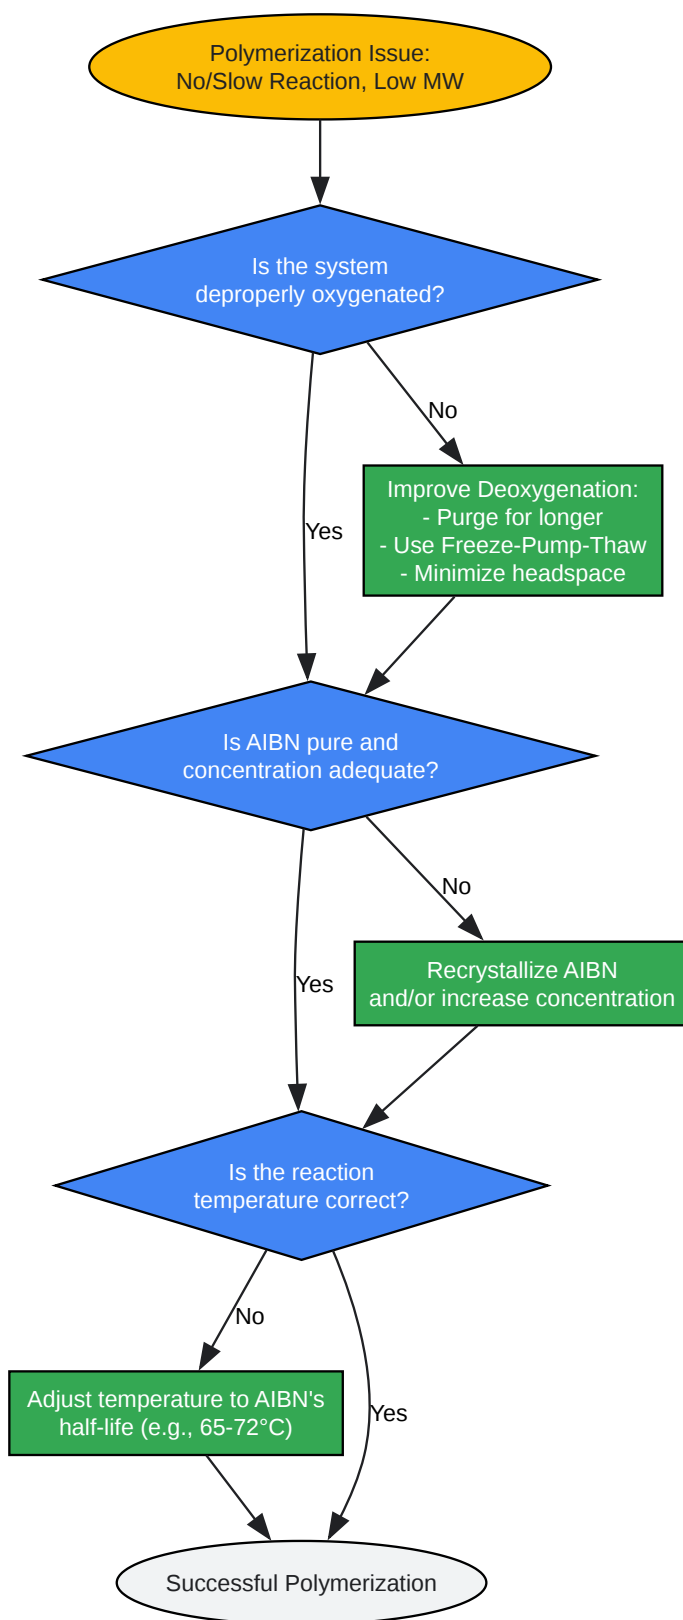 Polymerization Issue:
No/Slow Reaction, Low MW
Is the system
deproperly oxygenated?
No
Yes
Improve Deoxygenation:
- Purge for longer
- Use Freeze-Pump-Thaw
- Minimize headspace
Is AIBN pure and
concentration adequate?
No
Yes
Recrystallize AIBN
and/or increase concentration
Is the reaction
temperature correct?
No
Yes
Adjust temperature to AIBN's
half-life (e.g., 65-72°C)
Successful Polymerization